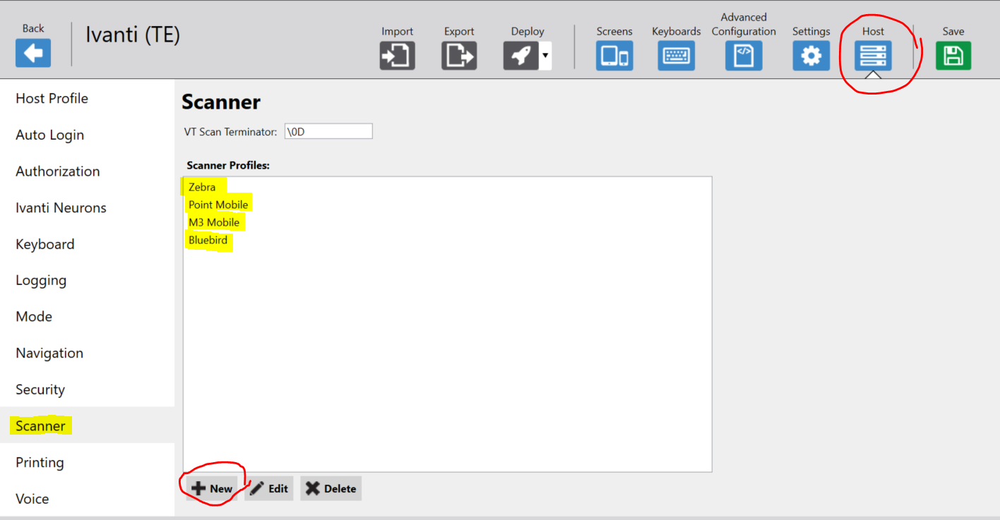 Back
Ivanti (TE)
Import
Export
Deploy
Screens
Keyboards
Advanced
Configuration
Settings
Host
Save
Host Profile
Auto Login
Authorization
Ivanti Neurons
Keyboard
Logging
Mode
Navigation
Security
Scanner
Printing
Voice
Scanner
VT Scan Terminator: \0D
Scanner Profiles:
Zebra
Point Mobile
M3 Mobile
Bluebird
New Edit Delete